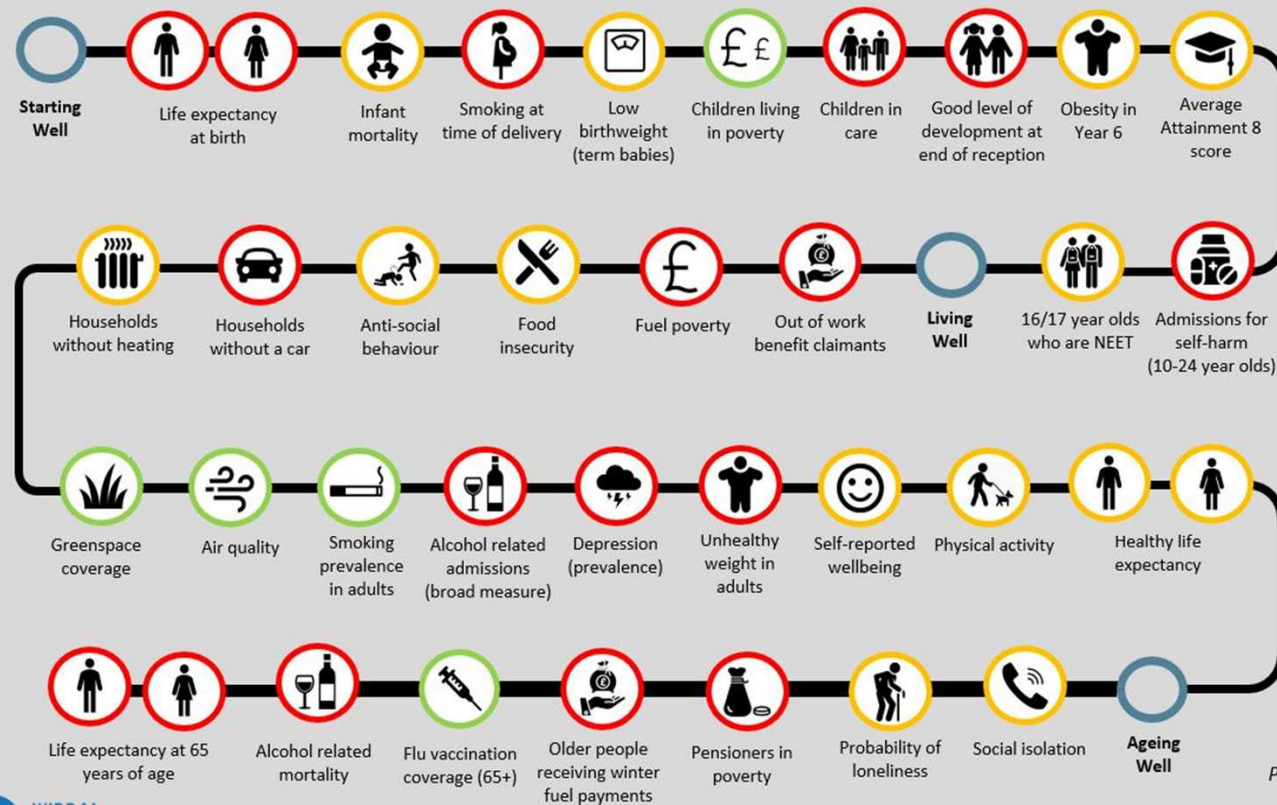 ££
Starting
Well
Life expectancy
at birth
Infant
mortality
Smoking at
time of delivery
Low
birthweight
(term babies)
Children living
in poverty
Children in
care
Good level of
development at
end of reception
Obesity in
Year 6
Average
Attainment 8
score
£
£
Households
without heating
Households
without a car
Anti-social
behaviour
Food
insecurity
Fuel poverty
Out of work
benefit claimants
Living
Well
16/17 year olds
who are NEET
Admissions for
self-harm
(10-24 year olds)
Greenspace
coverage
Air quality
Smoking
prevalence
in adults
Alcohol related
admissions
(broad measure)
Depression
(prevalence)
Unhealthy
weight in
adults
Self-reported
wellbeing
Physical activity
Healthy life
expectancy
£
Life expectancy at 65
years of age
Alcohol related
mortality
Flu vaccination
coverage (65+)
Older people
receiving winter
fuel payments
Pensioners in
poverty
Probability of
loneliness
Social isolation
Ageing
Well